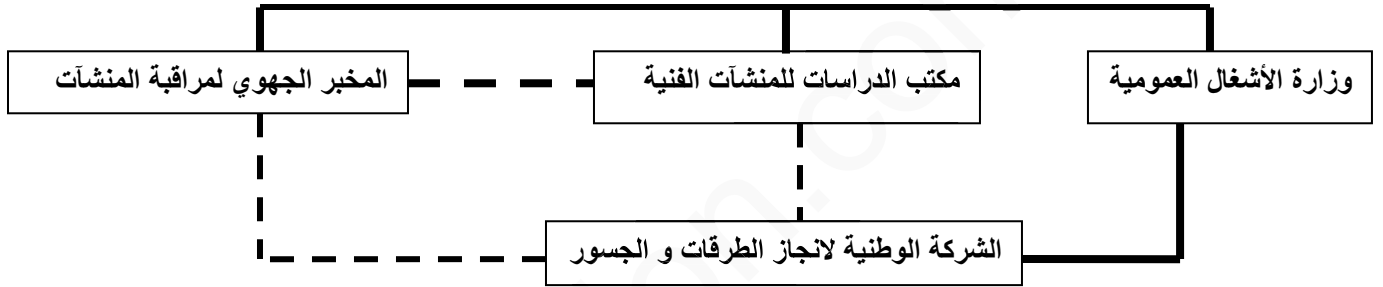 وزارة الأشغال العمومية
مكتب الدراسات للمنشآت الفنية
المخبر الجهوي لمراقبة المنشآت
الشركة الوطنية لانجاز الطرقات و الجسور